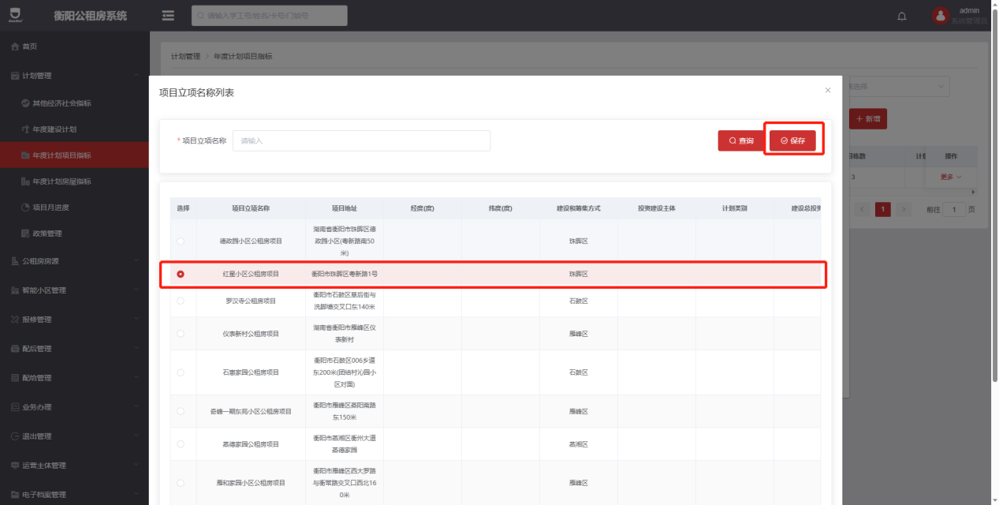 衡阳公租房系统
请输入学工号/姓名/卡号/门锁号
admin
系统管理员
首页
计划管理
其他经济社会指标
年度建设计划
年度计划项目指标
年度计划房屋指标
项目月进度
政策管理
公租房房源
智能小区管理
报修管理
配后管理
配给管理
业务办理
退出管理
运营主体管理
电子档案管理
计划管理 > 年度计划项目指标
请选择
+ 新增
操作
3
更多
1
前往 1 页
项目立项名称列表
* 项目立项名称 请输入
查询
保存
选择 项目立项名称 项目地址 经度(度) 纬度(度) 建设和筹集方式 投资建设主体 计划类别 建设总投资
德政园小区公租房项目 湖南省衡阳市珠晖区德政园小区(粤新路南50米) 珠晖区
红星小区公租房项目 衡阳市珠晖区粤新路1号 珠晖区
罗汉寺公租房项目 衡阳市石鼓区草后街与洗脚塘交叉口东140米 石鼓区
仪表新村公租房项目 湖南省衡阳市雁峰区仪表新村 雁峰区
石惠家园公租房项目 衡阳市石鼓区006乡道东200米(团结村沁园小区对面) 石鼓区
奇峰一期东苑小区公租房项目 衡阳市雁峰区蒸阳南路东150米 雁峰区
蒸德家园公租房项目 衡阳市蒸湘区衡州大道蒸德家园 蒸湘区
雁和家园小区公租房项目 衡阳市雁峰区西大罗路与衡常路交叉口西北160米 雁峰区